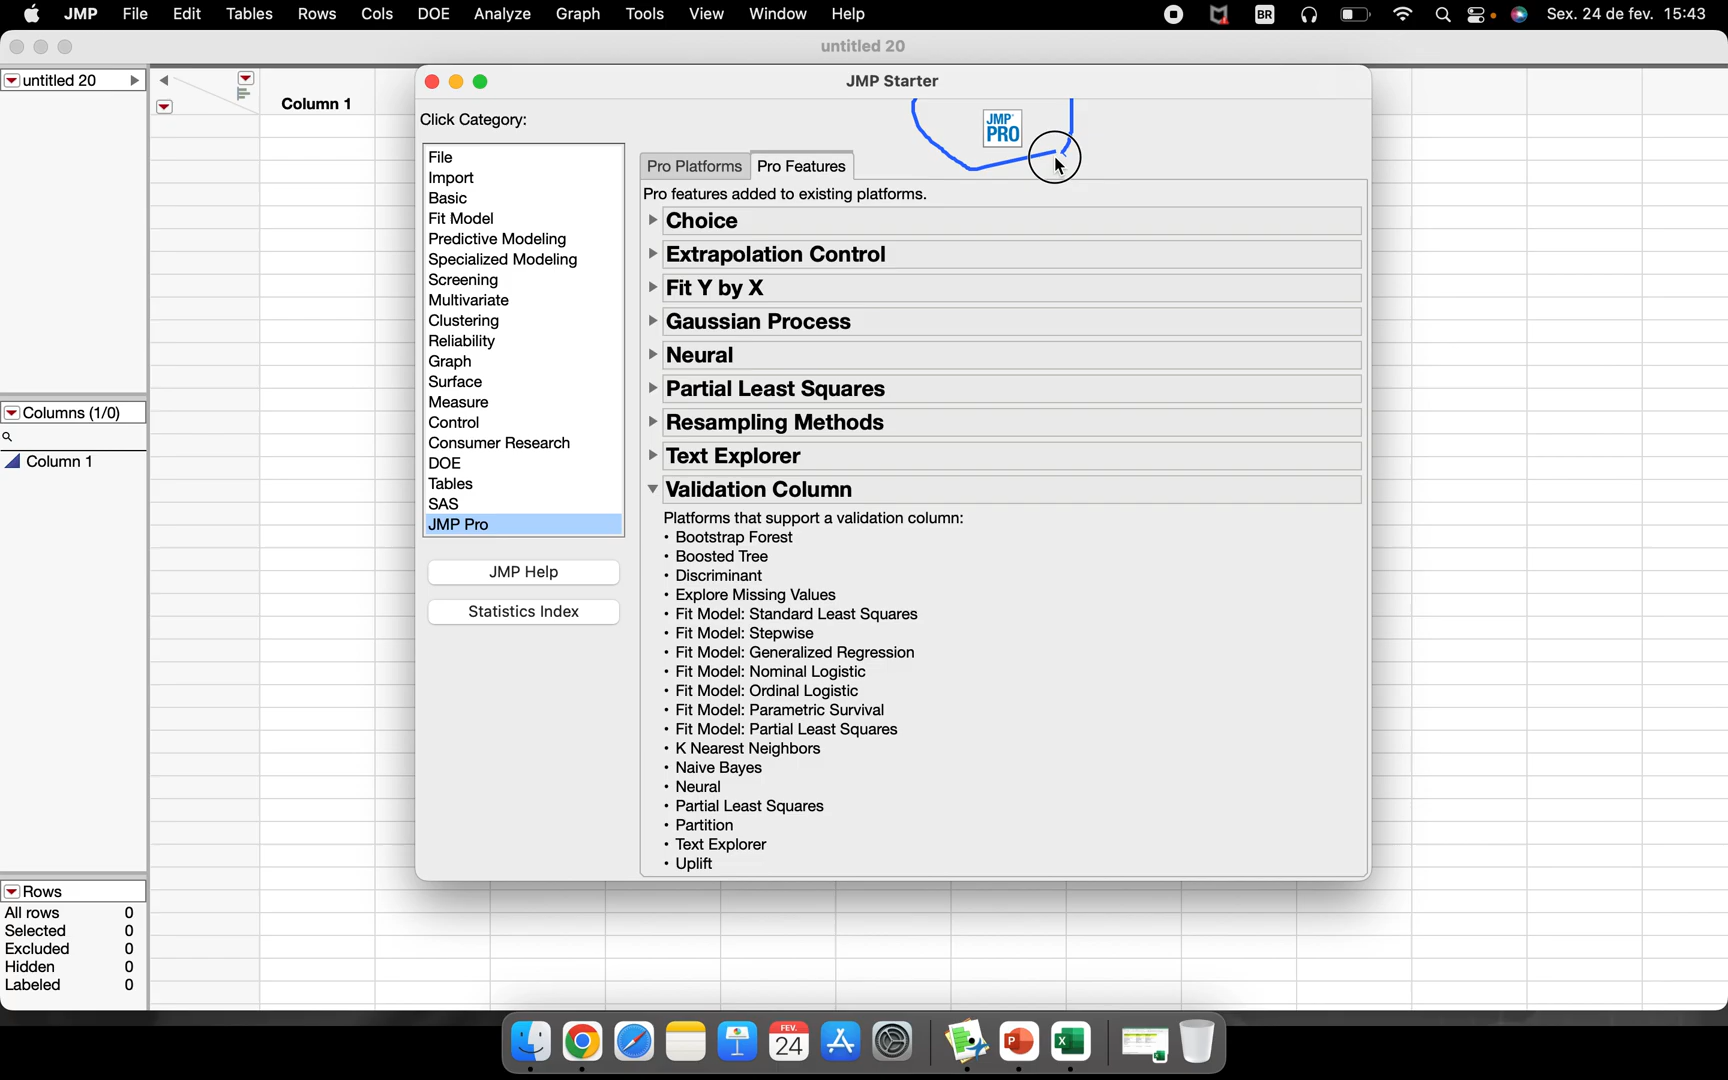 JMP File Edit Tables Rows Cols DOE Analyze Graph Tools View Window Help BR Sex. 24 de fev. 15:43
untitled 20
untitled 20
Column 1
Columns (1/0)
Column 1
Rows
All rows 0
Selected 0
Excluded 0
Hidden 0
Labeled 0
JMP Starter
Click Category:
File
Import
Basic
Fit Model
Predictive Modeling
Specialized Modeling
Screening
Multivariate
Clustering
Reliability
Graph
Surface
Measure
Control
Consumer Research
DOE
Tables
SAS
JMP Pro
JMP Help
Statistics Index
JMP
PRO
Pro Platforms Pro Features
Pro features added to existing platforms.
Choice
Extrapolation Control
Fit Y by X
Gaussian Process
Neural
Partial Least Squares
Resampling Methods
Text Explorer
Validation Column
Platforms that support a validation column:
• Bootstrap Forest
• Boosted Tree
• Discriminant
• Explore Missing Values
• Fit Model: Standard Least Squares
• Fit Model: Stepwise
• Fit Model: Generalized Regression
• Fit Model: Nominal Logistic
• Fit Model: Ordinal Logistic
• Fit Model: Parametric Survival
• Fit Model: Partial Least Squares
• K Nearest Neighbors
• Naive Bayes
• Neural
• Partial Least Squares
• Partition
• Text Explorer
• Uplift
FEV.
24
P
X